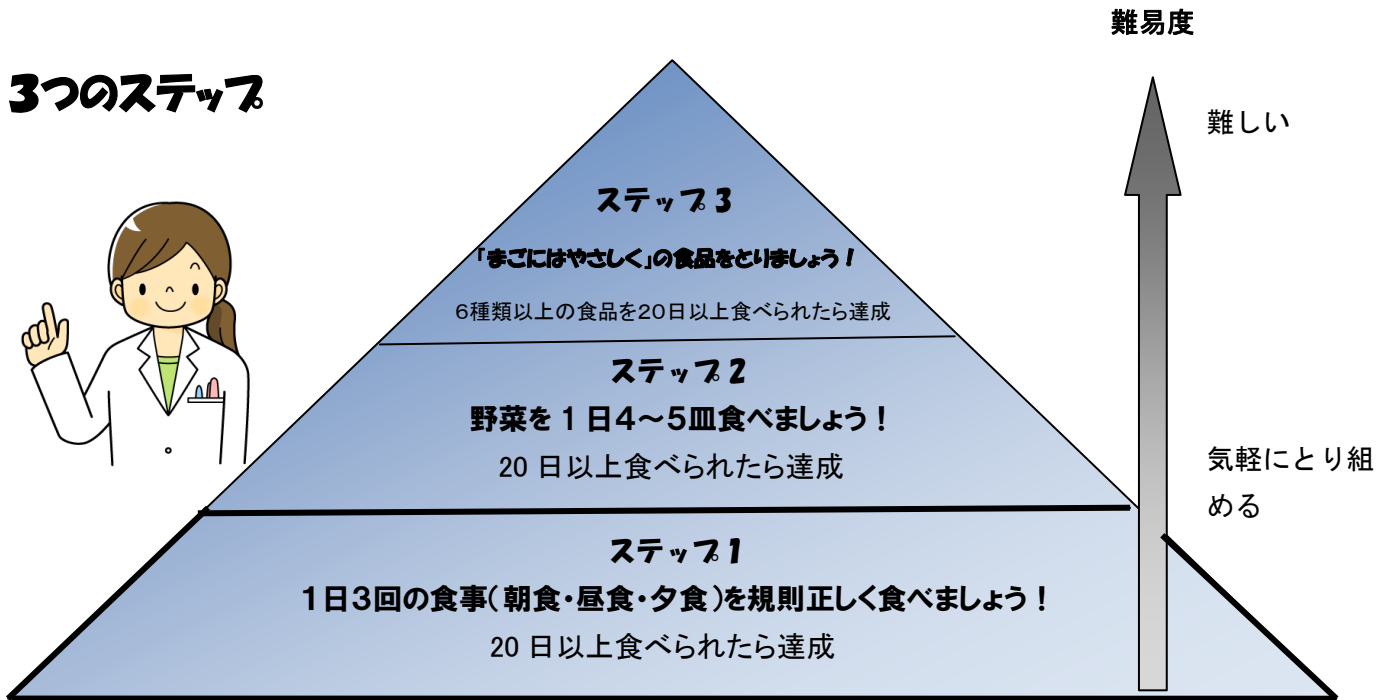 難易度
3つのステップ
難しい
ステップ3
「まごにはやさしく」の食品をとりましょう!
6種類以上の食品を20日以上食べられたら達成
ステップ2
野菜を1日4~5皿食べましょう!
20日以上食べられたら達成
気軽にとり組
める
ステップ1
1日3回の食事(朝食・昼食・夕食)を規則正しく食べましょう!
20日以上食べられたら達成